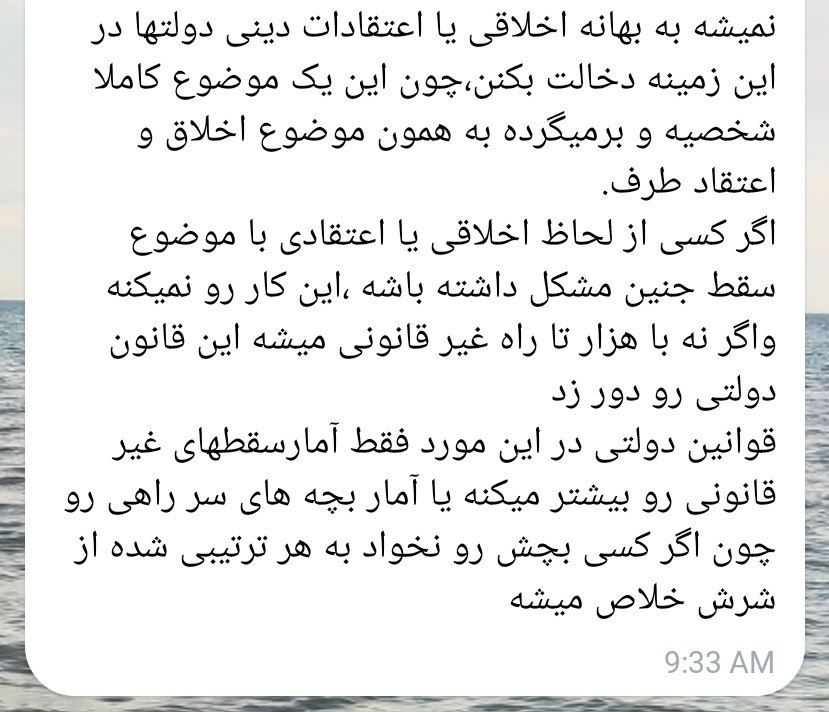 نمیشه به بهانه اخلاقی یا اعتقادات دینی دولتها در
این زمینه دخالت بکنن،چون این یک موضوع کاملا
شخصیه و برمیگرده به همون موضوع اخلاق و
اعتقاد طرف.
اگر کسی از لحاظ اخلاقی یا اعتقادی با موضوع
سقط جنین مشکل داشته باشه ،این کار رو نمیکنه
واگر نه با هزار تا راه غیر قانونی میشه این قانون
دولتی رو دور زد
قوانین دولتی در این مورد فقط آمارسقطهای غیر
قانونی رو بیشتر میکنه یا آمار بچه های سر راهی رو
چون اگر کسی بچش رو نخواد به هر ترتیبی شده از
شرش خلاص میشه
9:33 AM